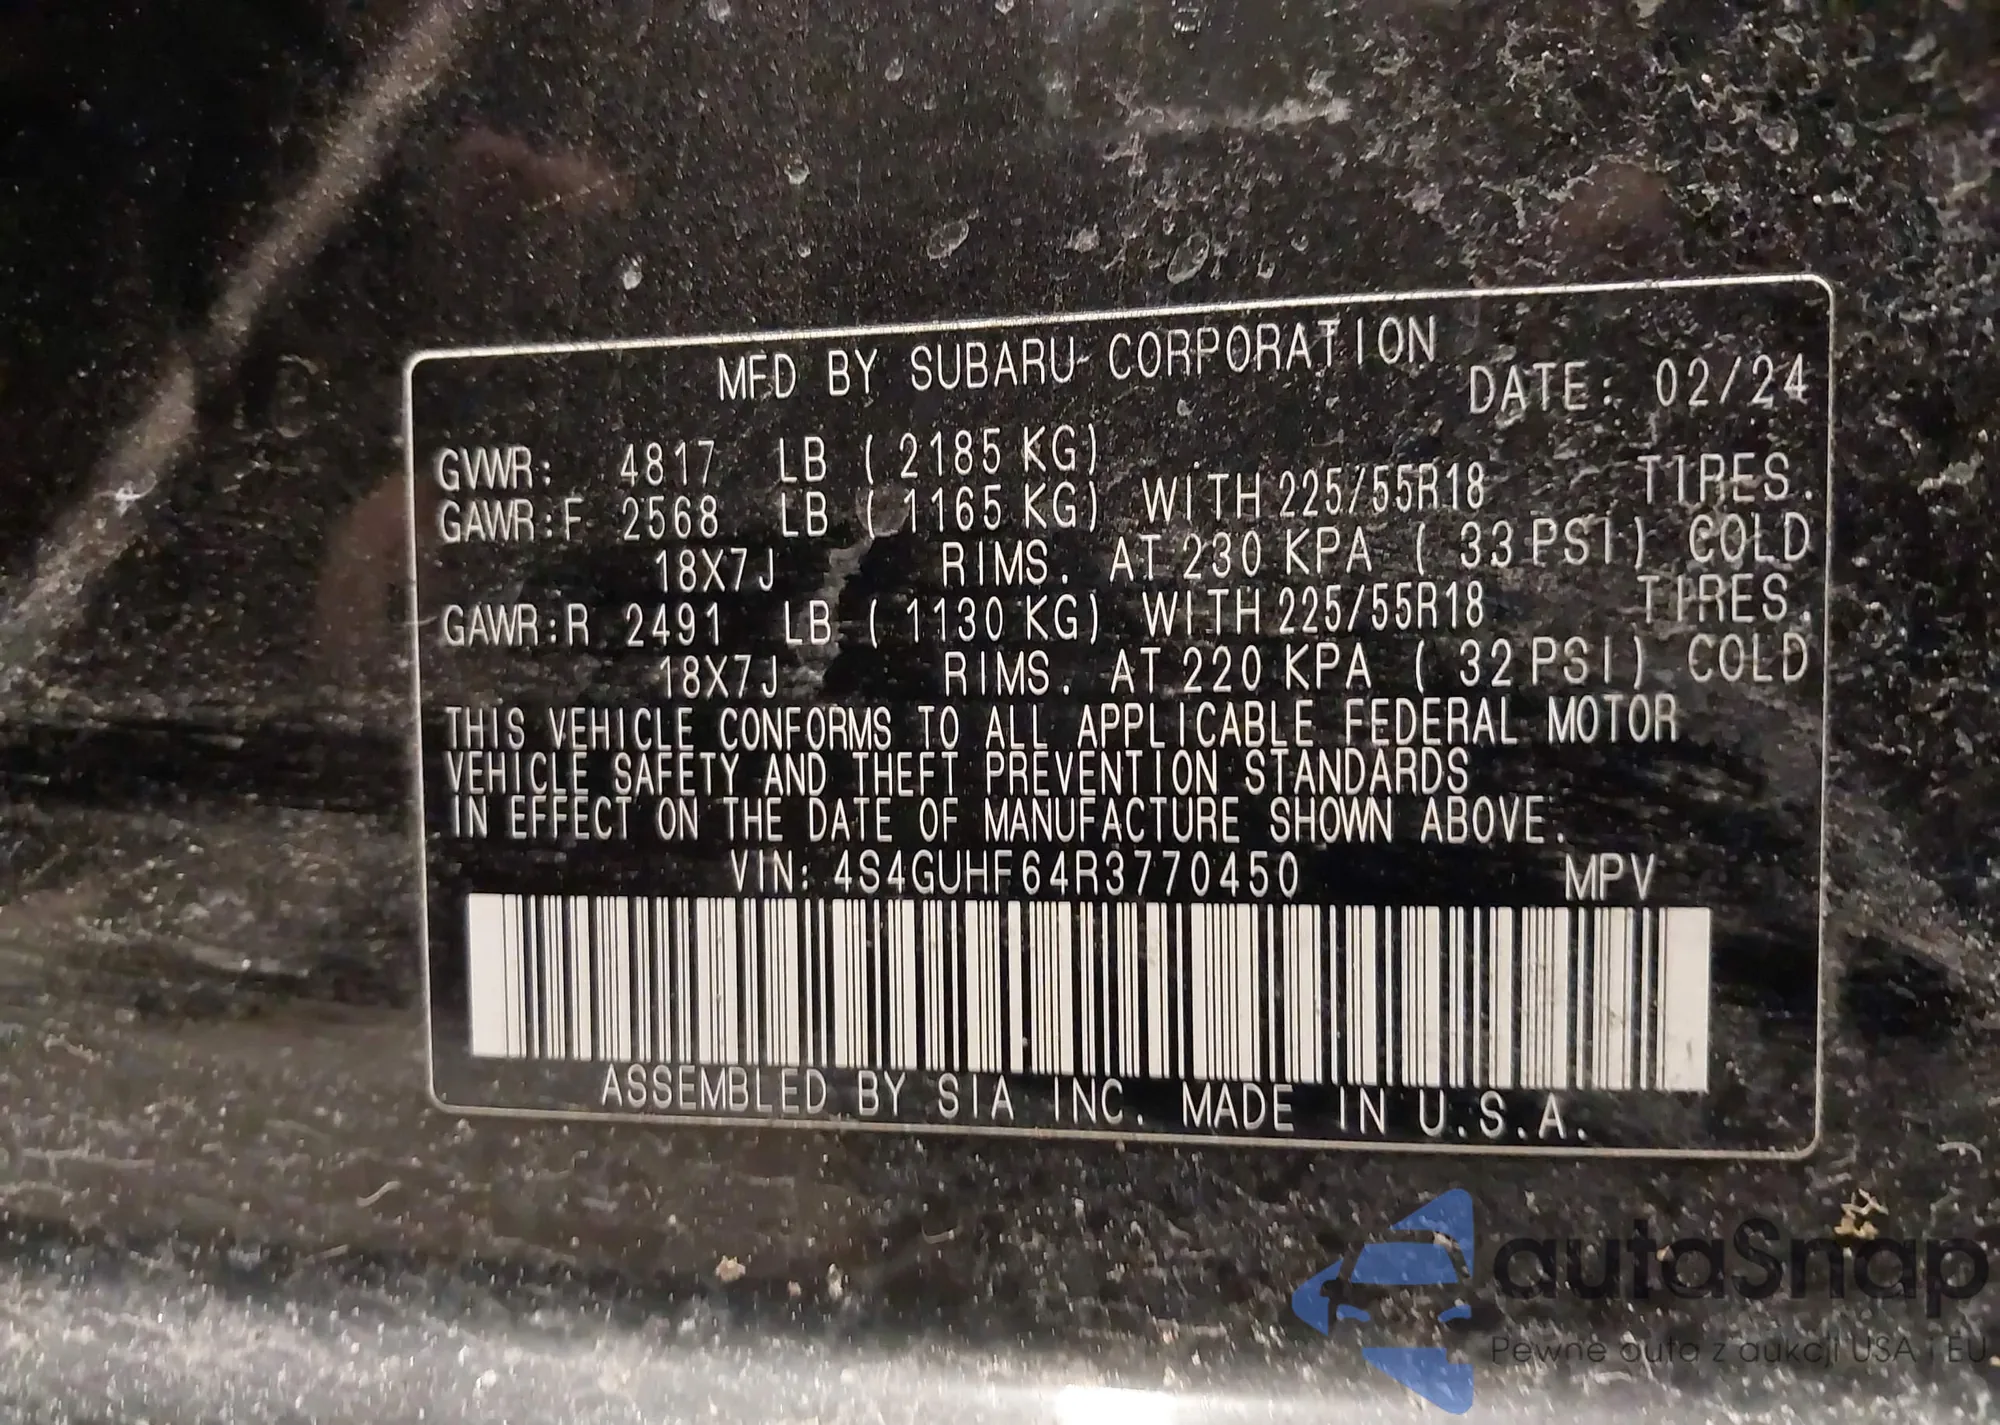 MFD BY SUBARU CORPORATION
DATE: 02/24
GVWR: 4817 LB ( 2185 KG)
GAWR:F 2568 LB ( 1165 KG) WITH 225/55R18 TIRES.
18X7J RIMS. AT 230 KPA ( 33 PSI) COLD
GAWR:R 2491 LB ( 1130 KG) WITH 225/55R18 TIRES.
18X7J RIMS. AT 220 KPA ( 32 PSI) COLD
THIS VEHICLE CONFORMS TO ALL APPLICABLE FEDERAL MOTOR
VEHICLE SAFETY AND THEFT PREVENTION STANDARDS
IN EFFECT ON THE DATE OF MANUFACTURE SHOWN ABOVE.
VIN: 4S4GUHF64R3770450 MPV
ASSEMBLED BY SIA INC. MADE IN U.S.A.
autaSnap
Pewne auta z aukcji USA i EU